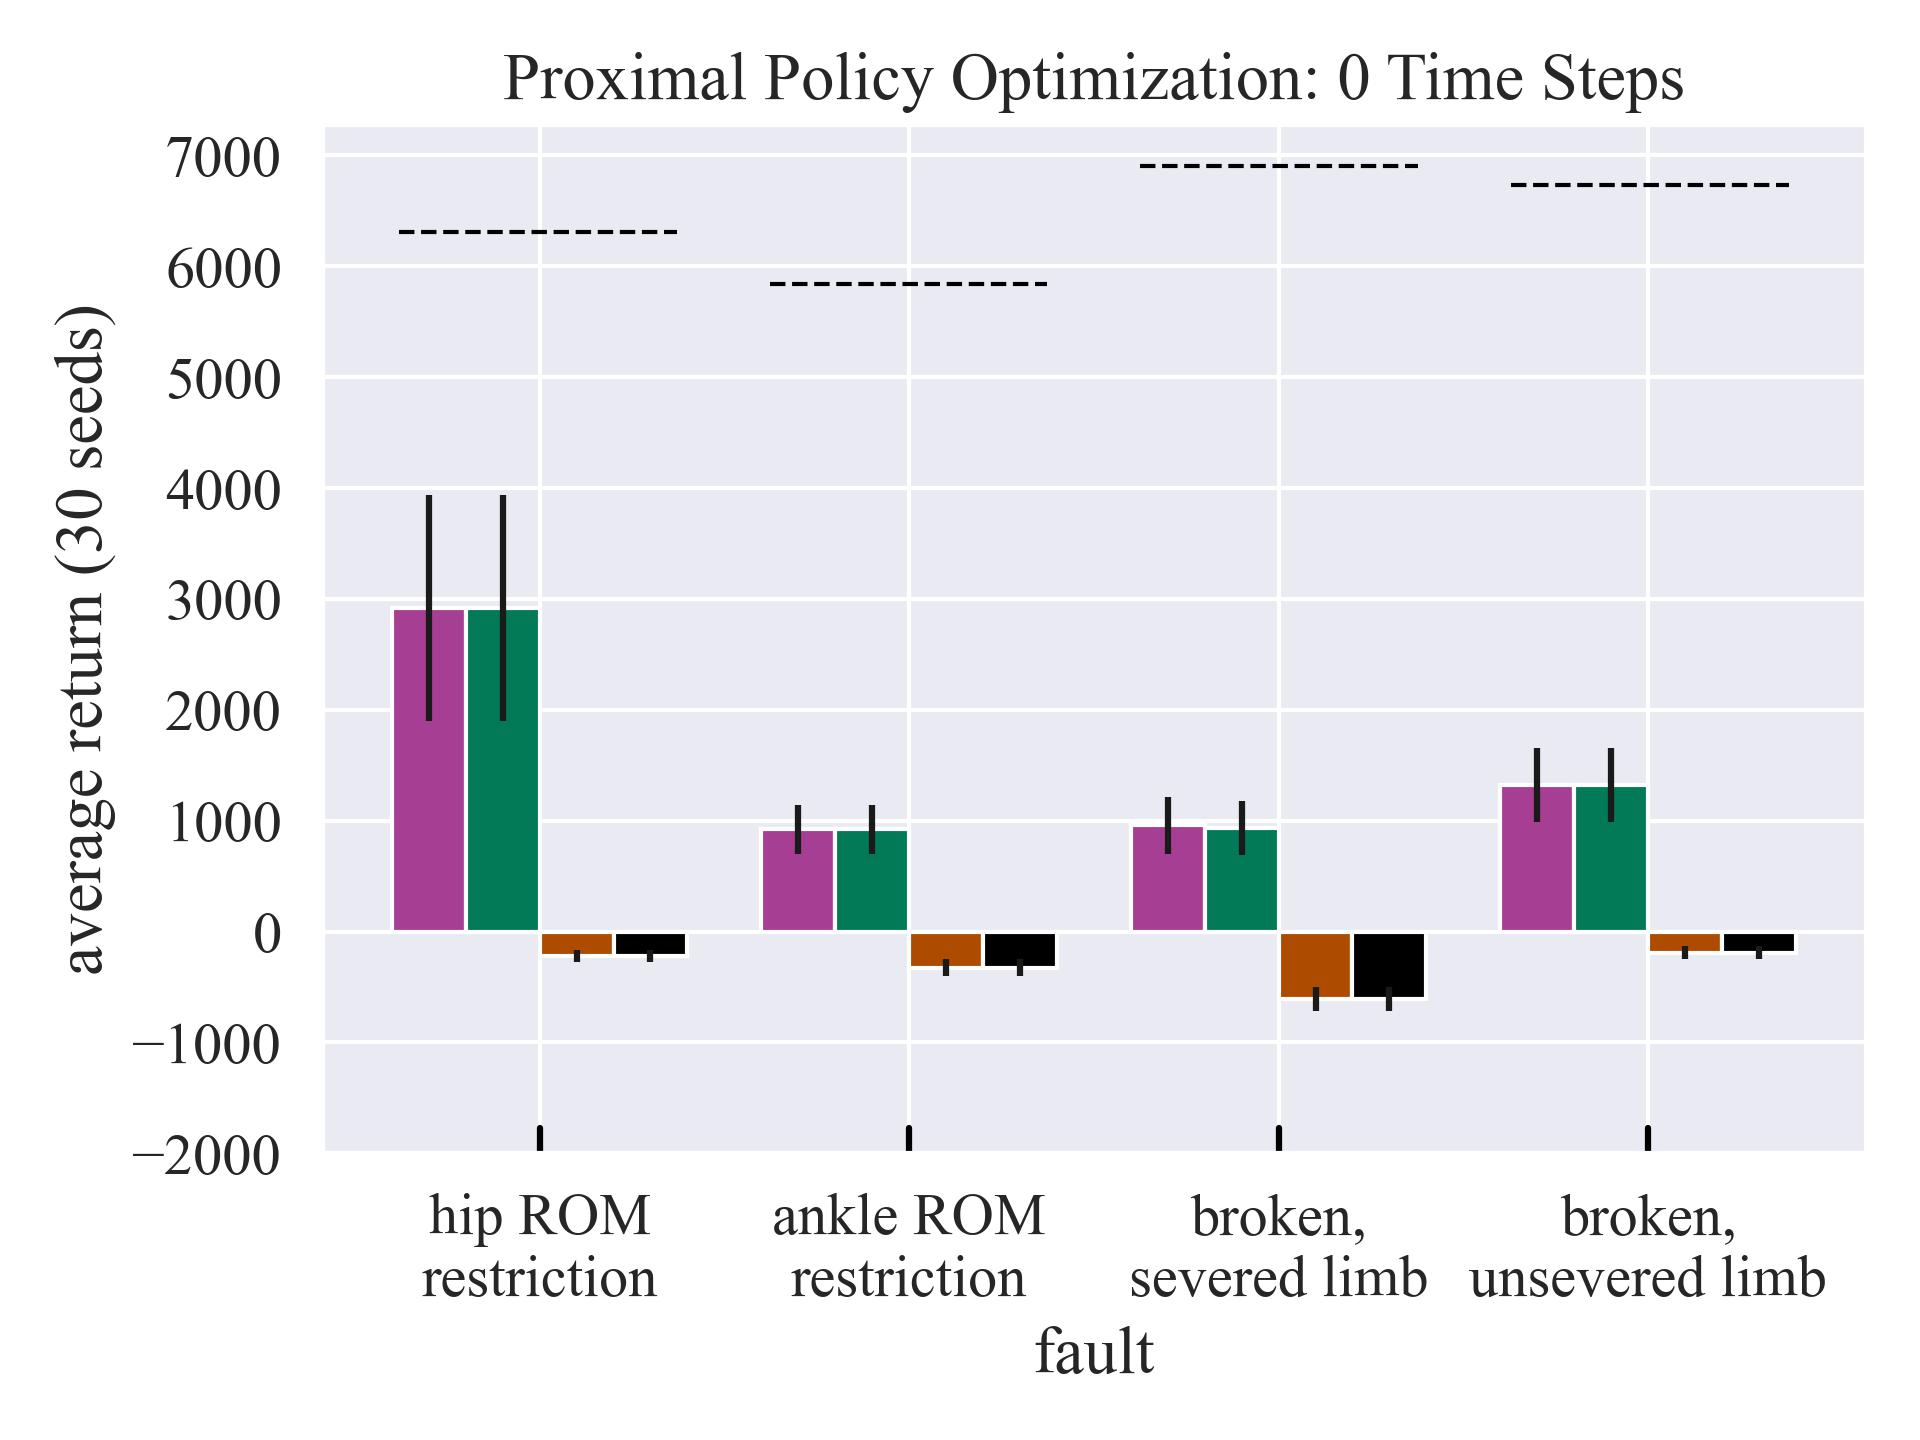 Proximal Policy Optimization: 0 Time Steps
average return (30 seeds)
7000
6000
5000
4000
3000
2000
1000
0
−1000
−2000
hip ROM
restriction
ankle ROM
restriction
broken,
severed limb
broken,
unsevered limb
fault